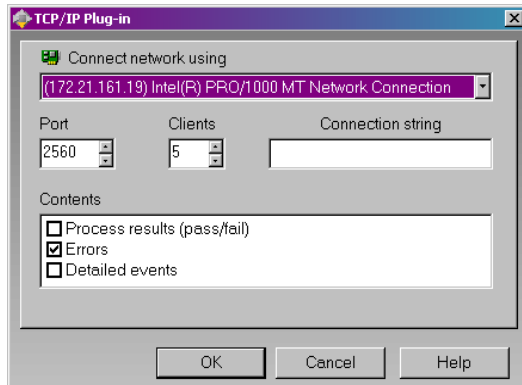 TCP/IP Plug-in
Connect network using
(172.21.161.19) Intel(R) PRO/1000 MT Network Connection
Port Clients Connection string
2560 5
Contents
Process results (pass/fail)
Errors
Detailed events
OK Cancel Help